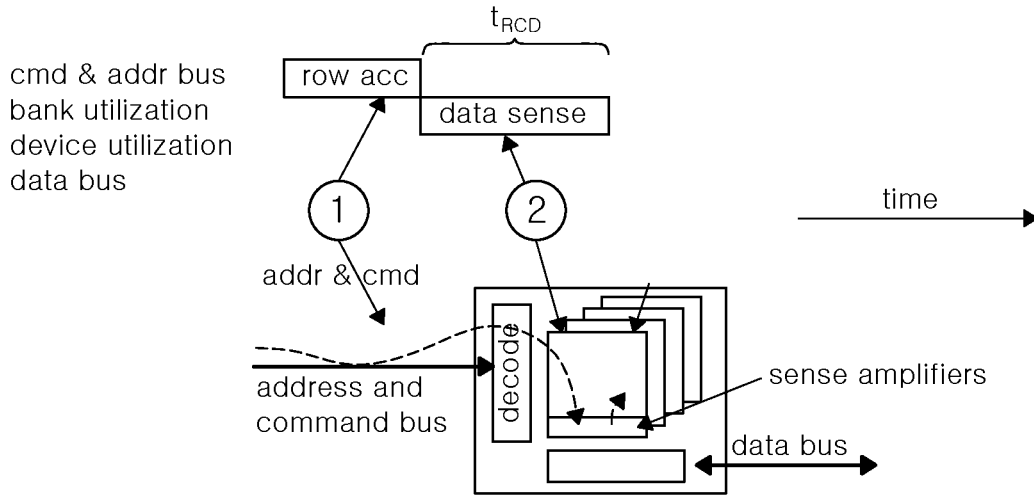 tRCD
cmd & addr bus
row acc
bank utilization
data sense
device utilization
data bus
1
2
time
addr & cmd
decode
sense amplifiers
address and
command bus
data bus